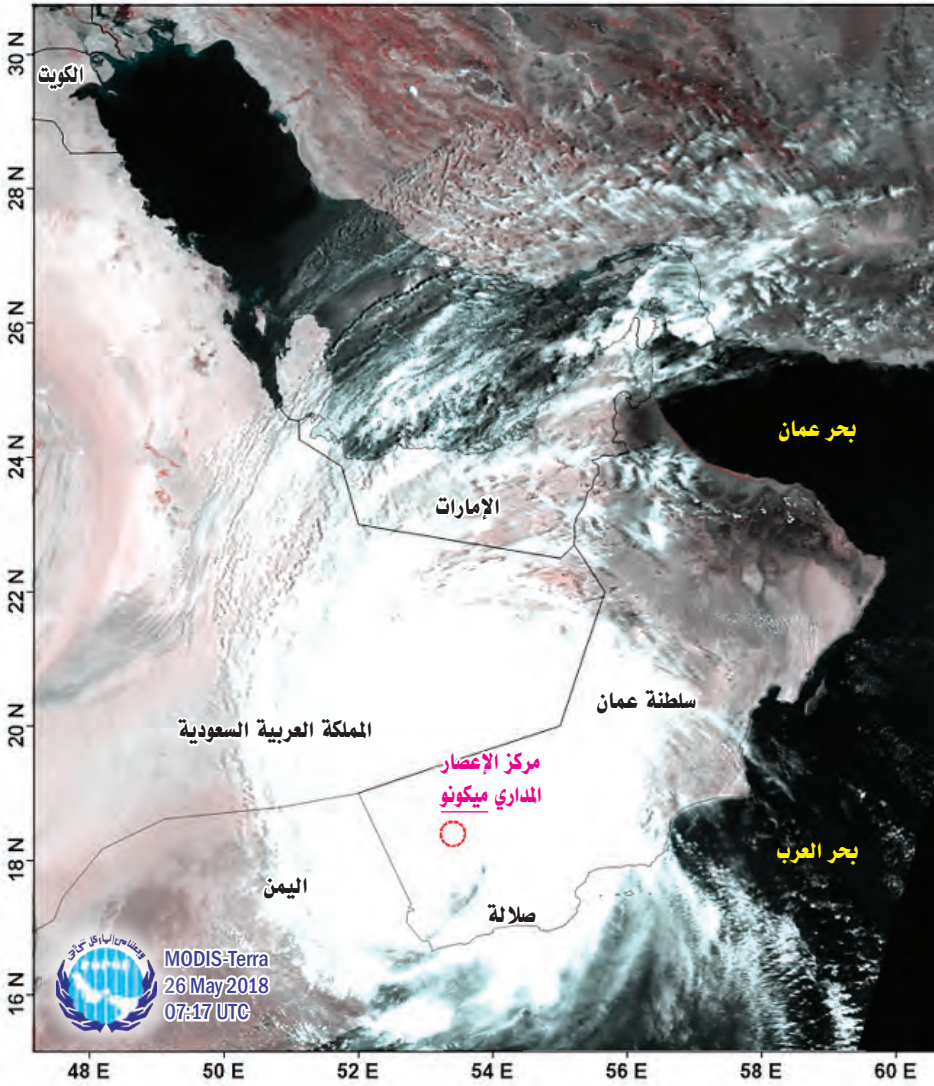 30 N
28 N
26 N
24 N
22 N
20 N
18 N
16 N
الكويت
بحر عمان
الإمارات
سلطنة عمان
المملكة العربية السعودية
مركز الإعصار
المداري ميكونو
بحر العرب
اليمن
صلالة
MODIS-Terra
26 May 2018
07:17 UTC
48 E
50 E
52 E
54 E
56 E
58 E
60 E